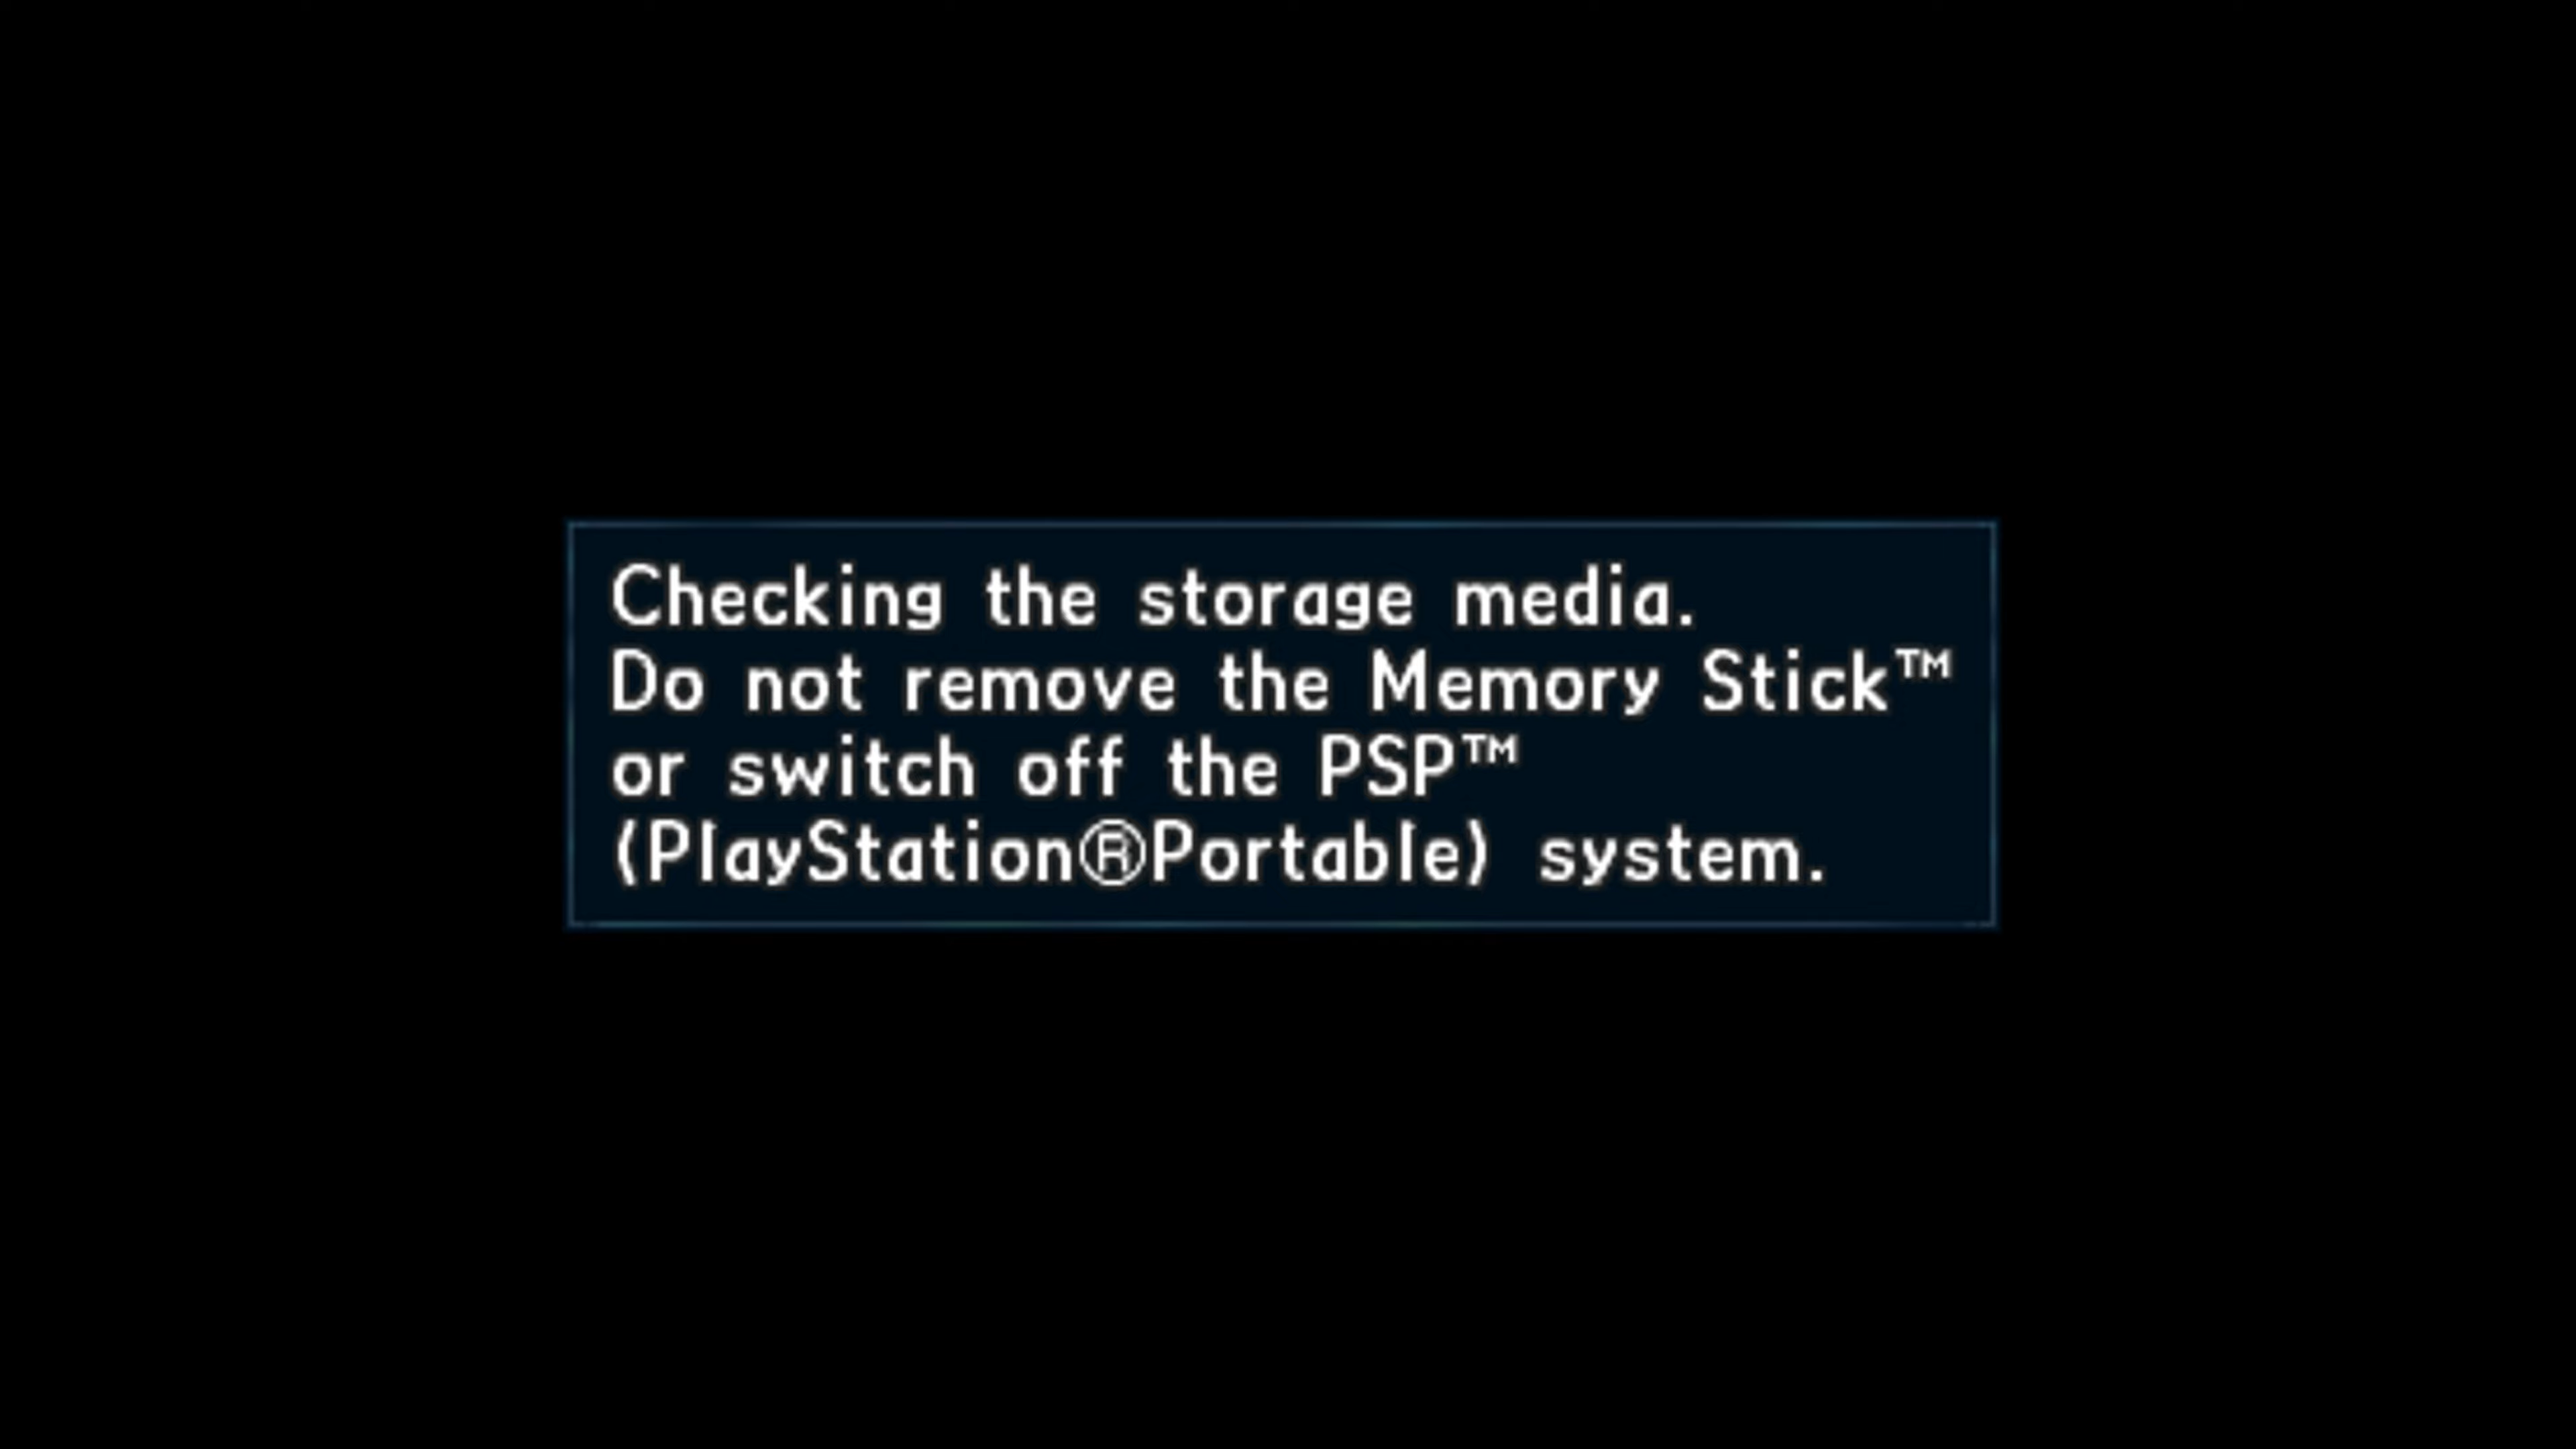 Checking the storage media.
Do not remove the Memory Stick™
or switch off the PSP™
(PlayStation®Portable) system.